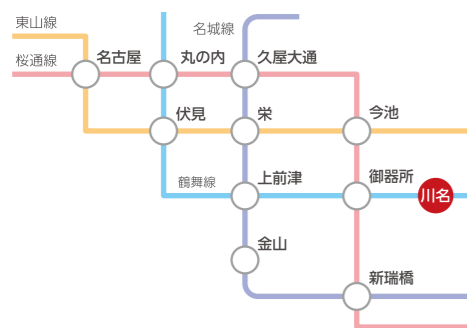 東山線
名城線
桜通線
名古屋
丸の内
久屋大通
伏見
栄
今池
鶴舞線
上前津
御器所
川名
金山
新瑞橋